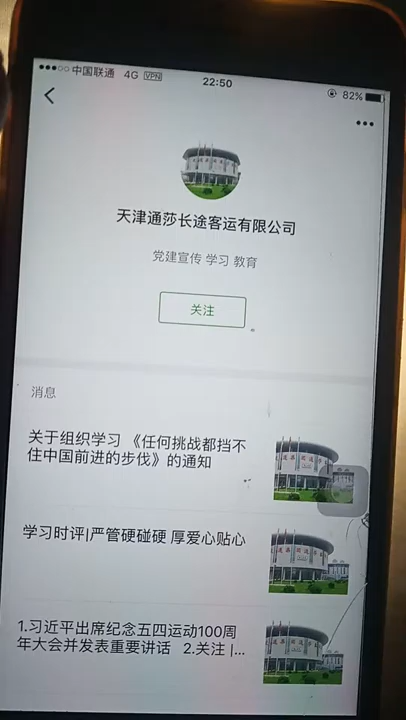 中国联通 4G VPN
22:50
82%
天津通莎长途客运有限公司
党建宣传 学习 教育
关注
消息
关于组织学习 《任何挑战都挡不
住中国前进的步伐》的通知
学习时评|严管硬碰硬 厚爱心贴心
1.习近平出席纪念五四运动100周
年大会并发表重要讲话 2.关注 |...